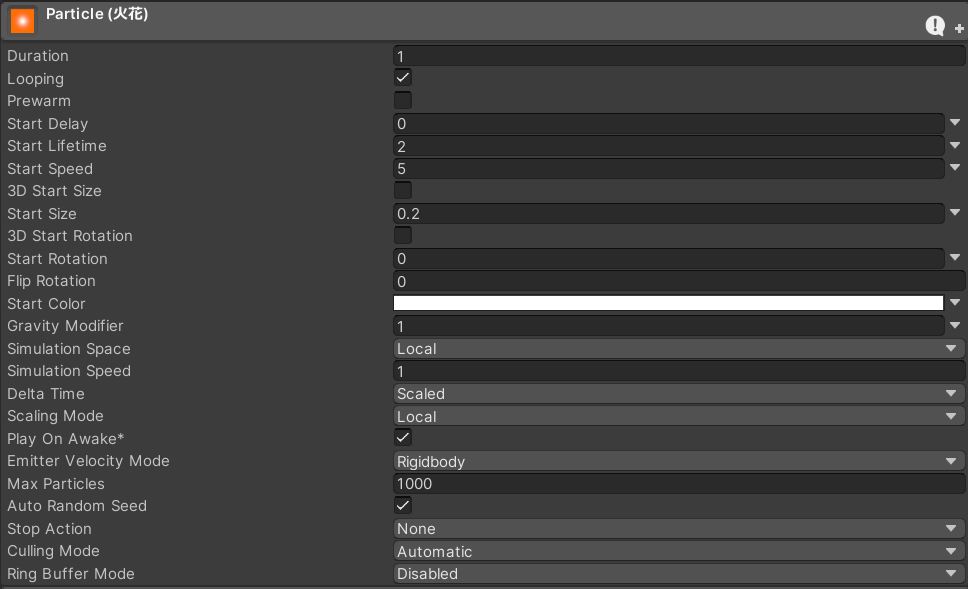 Particle (火花)
Duration 1
Looping
Prewarm
Start Delay 0
Start Lifetime 2
Start Speed 5
3D Start Size
Start Size 0.2
3D Start Rotation
Start Rotation 0
Flip Rotation 0
Start Color
Gravity Modifier 1
Simulation Space Local
Simulation Speed 1
Delta Time Scaled
Scaling Mode Local
Play On Awake*
Emitter Velocity Mode Rigidbody
Max Particles 1000
Auto Random Seed
Stop Action None
Culling Mode Automatic
Ring Buffer Mode Disabled